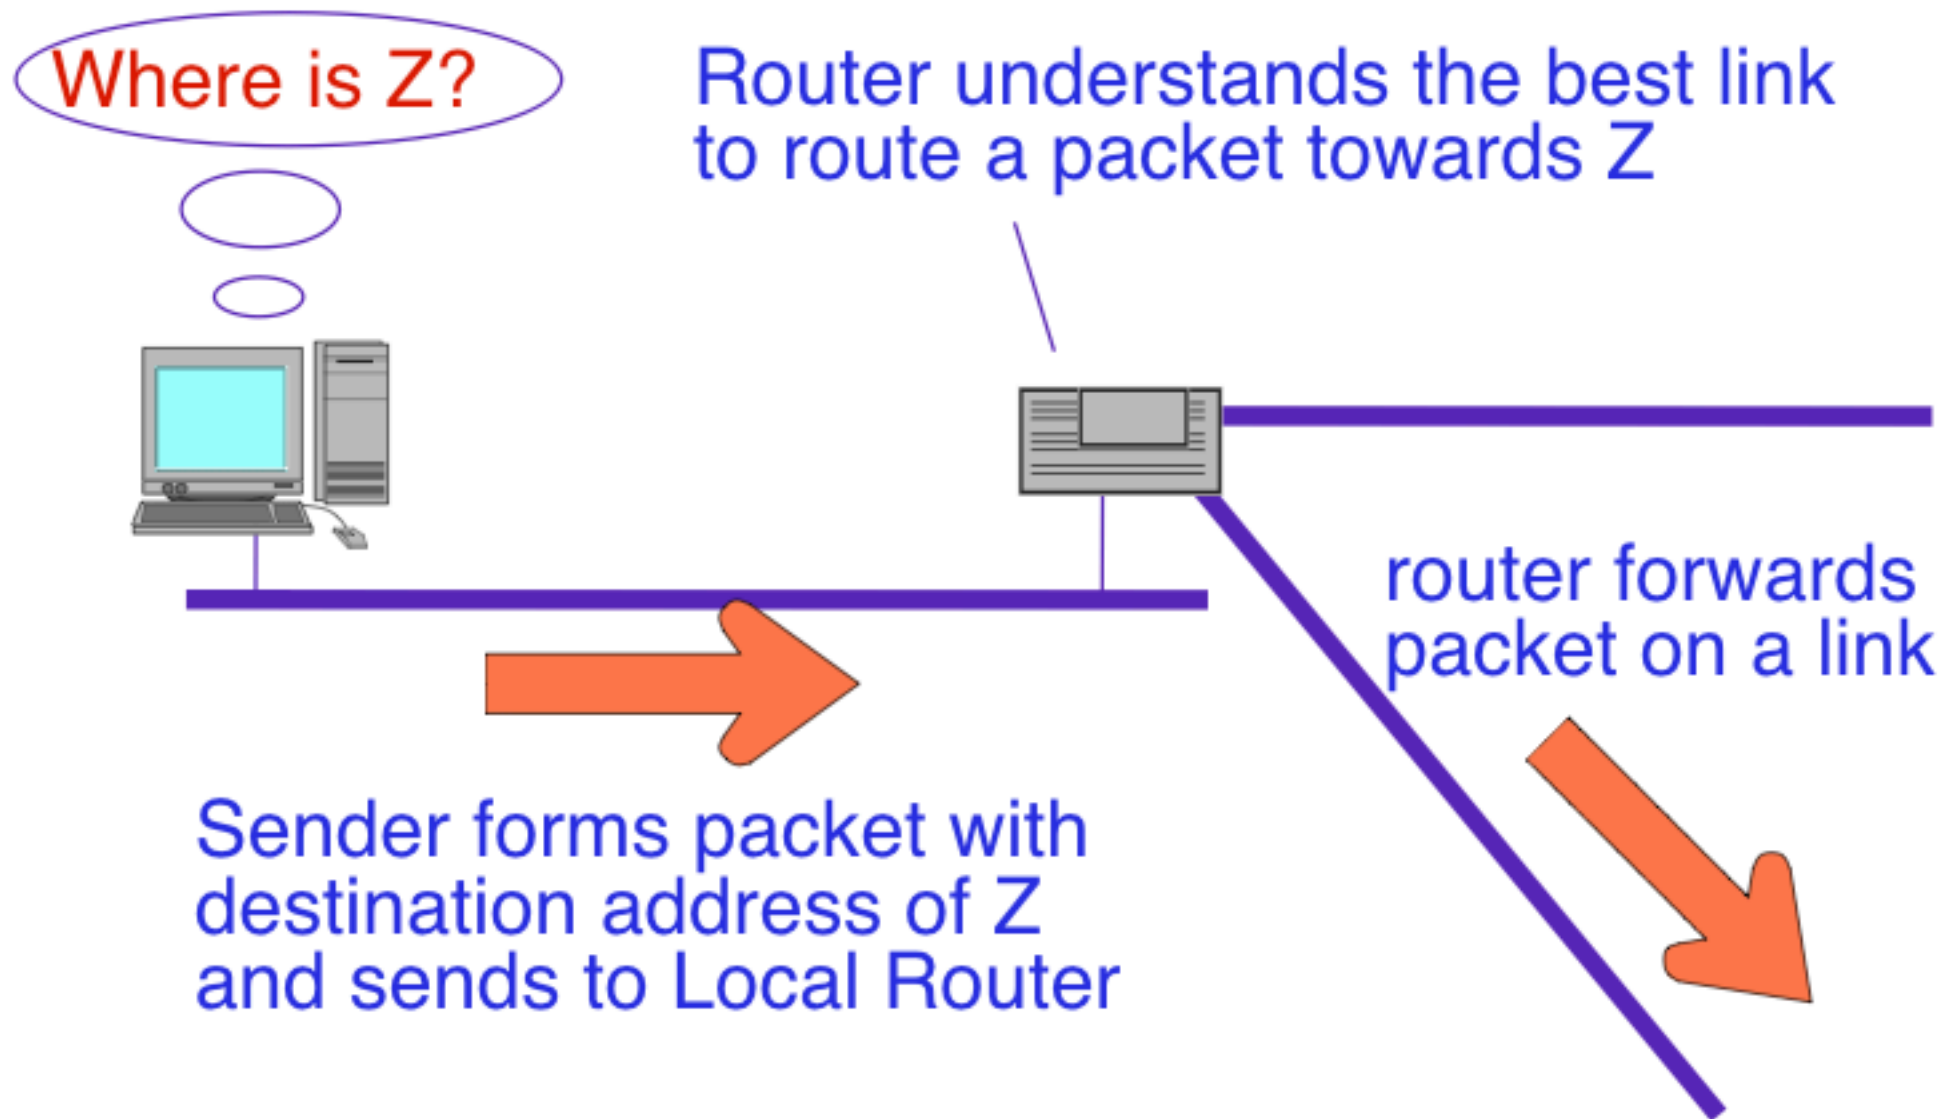 Where is Z?
Router understands the best link
to route a packet towards Z
router forwards
packet on a link
Sender forms packet with
destination address of Z
and sends to Local Router